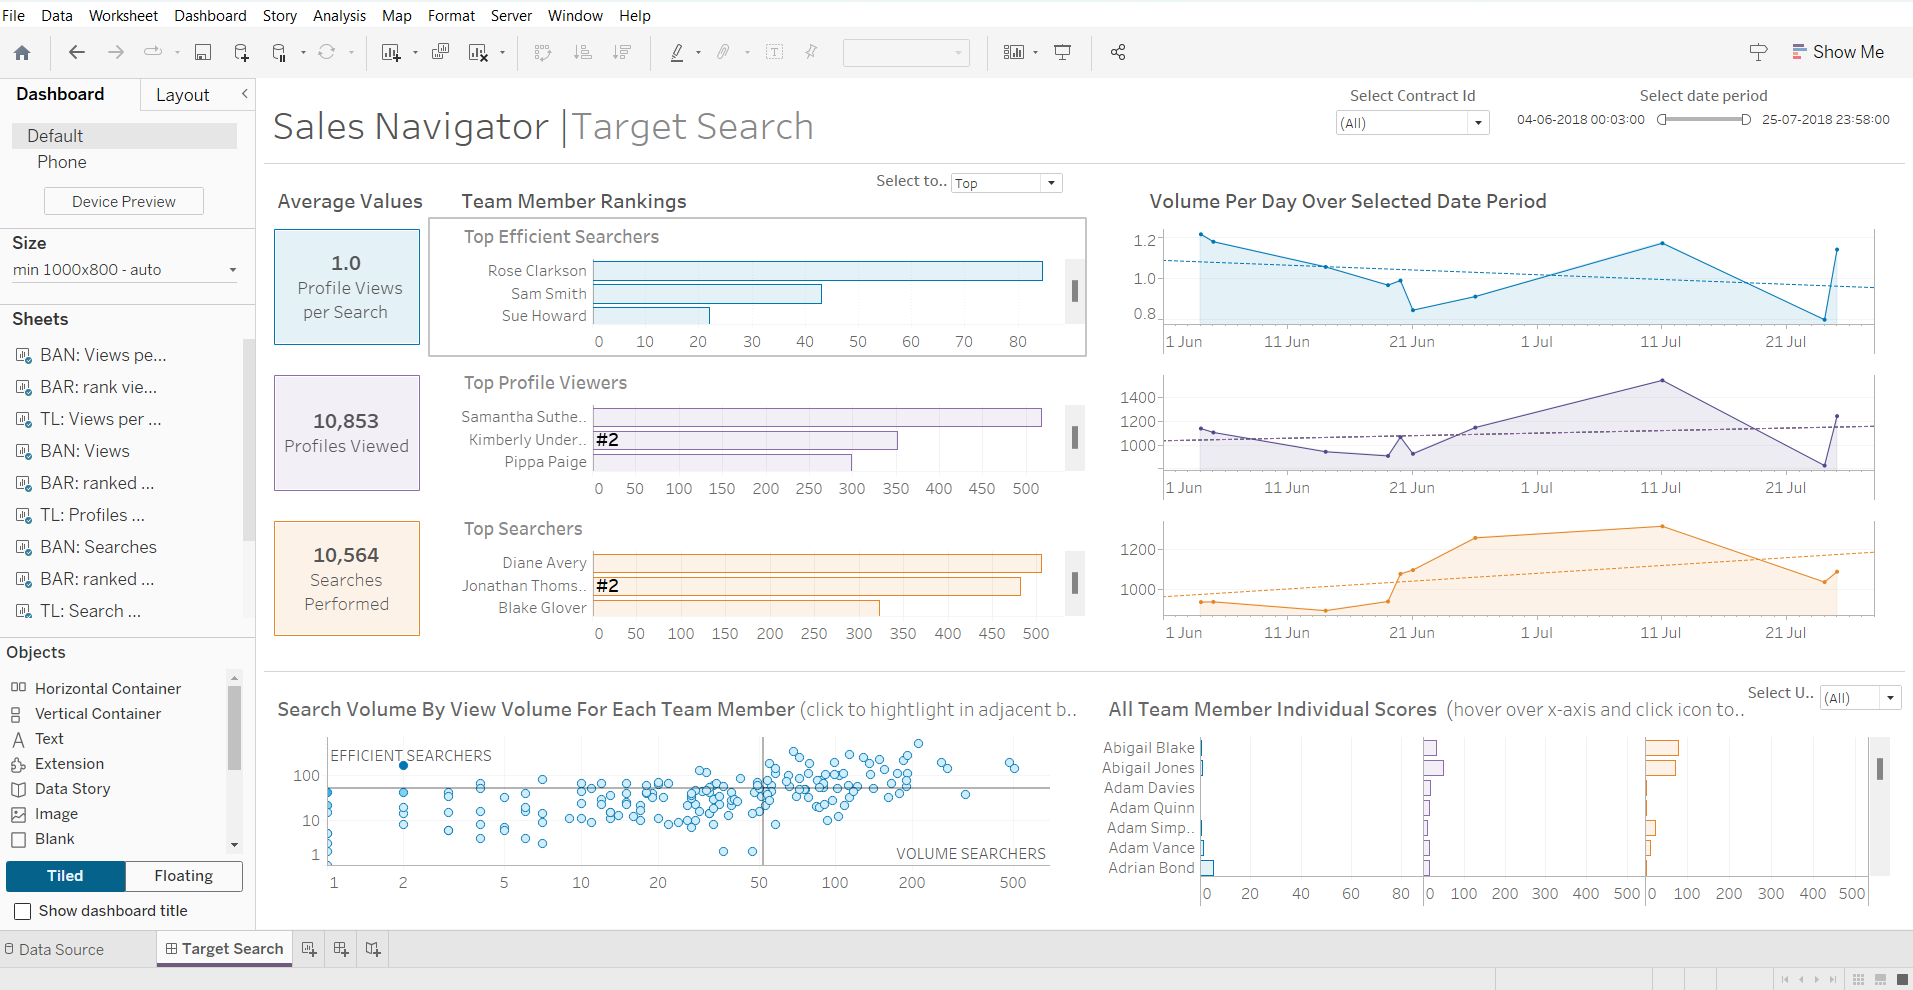 File Data Worksheet Dashboard Story Analysis Map Format Server Window Help
Show Me
Dashboard Layout
Default
Phone
Device Preview
Size
min 1000x800 - auto
Sheets
BAN: Views pe...
BAR: rank vie...
TL: Views per ...
BAN: Views
BAR: ranked ...
TL: Profiles ...
BAN: Searches
BAR: ranked ...
TL: Search ...
Objects
Horizontal Container
Vertical Container
Text
Extension
Data Story
Image
Blank
Tiled Floating
Show dashboard title
Sales Navigator |Target Search
Select Contract Id
(All)
Select date period
04-06-2018 00:03:00 25-07-2018 23:58:00
Average Values
1.0
Profile Views
per Search
10,853
Profiles Viewed
10,564
Searches
Performed
Team Member Rankings
Select to.. Top
Top Efficient Searchers
Rose Clarkson
Sam Smith
Sue Howard
0 10 20 30 40 50 60 70 80
Top Profile Viewers
Samantha Suthe..
Kimberly Under.. #2
Pippa Paige
0 50 100 150 200 250 300 350 400 450 500
Top Searchers
Diane Avery
Jonathan Thoms.. #2
Blake Glover
0 50 100 150 200 250 300 350 400 450 500
Volume Per Day Over Selected Date Period
1.2
1.0
0.8
1 Jun 11 Jun 21 Jun 1 Jul 11 Jul 21 Jul
1400
1200
1000
1 Jun 11 Jun 21 Jun 1 Jul 11 Jul 21 Jul
1200
1000
1 Jun 11 Jun 21 Jun 1 Jul 11 Jul 21 Jul
Search Volume By View Volume For Each Team Member (click to hightlight in adjacent b..
EFFICIENT SEARCHERS
100
10
1
VOLUME SEARCHERS
1 2 5 10 20 50 100 200 500
Select U.. (All)
All Team Member Individual Scores (hover over x-axis and click icon to..
Abigail Blake
Abigail Jones
Adam Davies
Adam Quinn
Adam Simp..
Adam Vance
Adrian Bond
0 20 40 60 80 0 100 200 300 400 500 0 100 200 300 400 500
Data Source Target Search